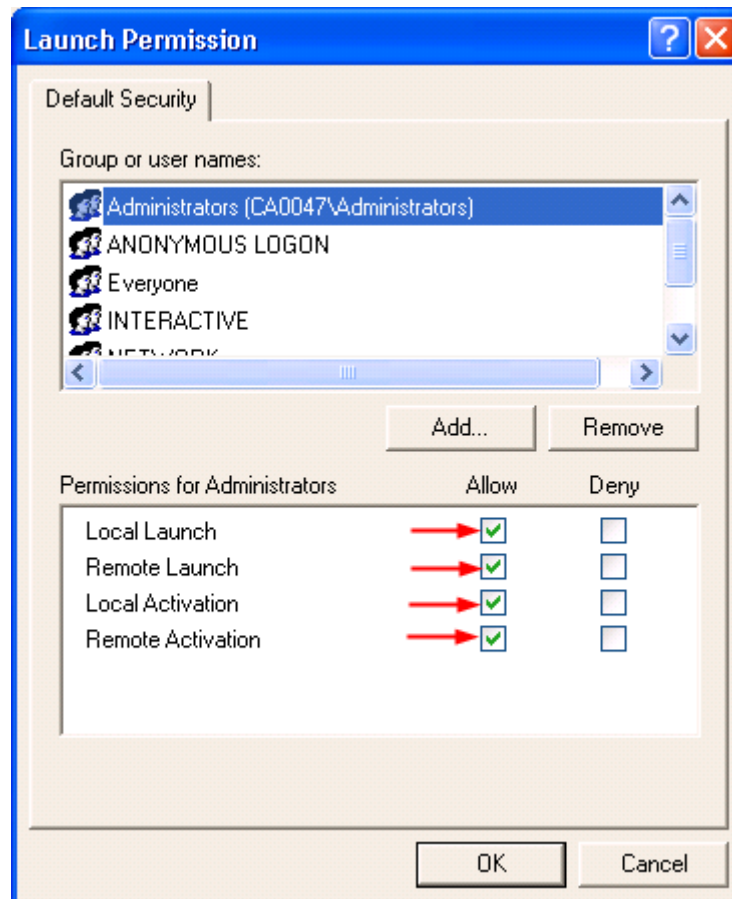 Launch Permission
Default Security
Group or user names:
Administrators (CA0047\Administrators)
ANONYMOUS LOGON
Everyone
INTERACTIVE
NETWORK
Add... Remove
Permissions for Administrators Allow Deny
Local Launch
Remote Launch
Local Activation
Remote Activation
OK Cancel